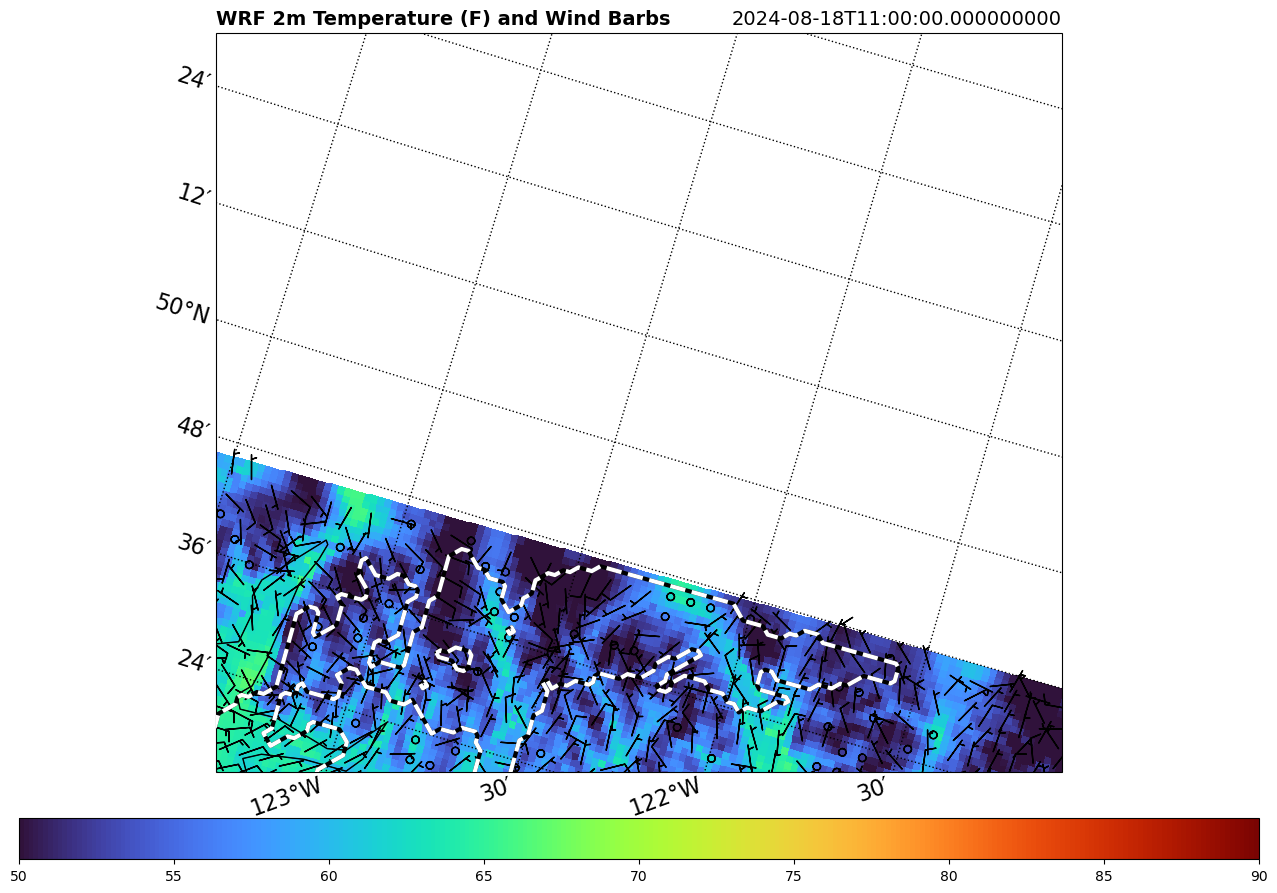 WRF 2m Temperature (F) and Wind Barbs 2024-08-18T11:00:00.000000000
24′
12′
50°N
48′
36′
24′
123°W 30′ 122°W 30′
50 55 60 65 70 75 80 85 90